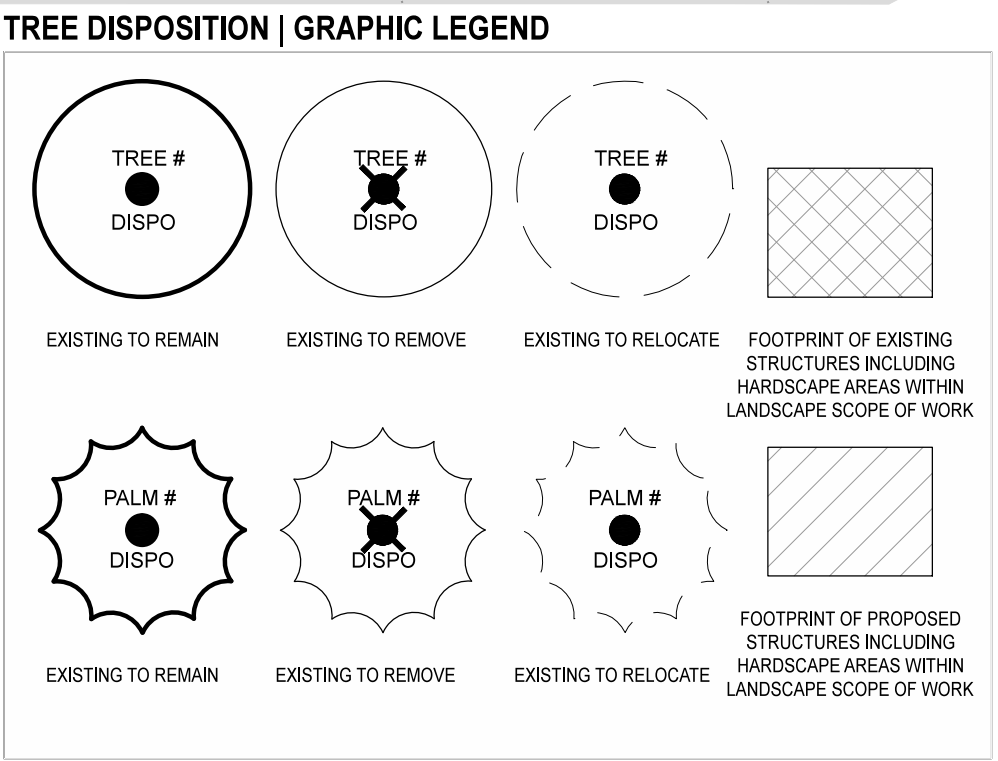 TREE DISPOSITION | GRAPHIC LEGEND
TREE #
DISPO
EXISTING TO REMAIN
TREE #
DISPO
EXISTING TO REMOVE
TREE #
DISPO
EXISTING TO RELOCATE
FOOTPRINT OF EXISTING
STRUCTURES INCLUDING
HARDSCAPE AREAS WITHIN
LANDSCAPE SCOPE OF WORK
PALM #
DISPO
EXISTING TO REMAIN
PALM #
DISPO
EXISTING TO REMOVE
PALM #
DISPO
EXISTING TO RELOCATE
FOOTPRINT OF PROPOSED
STRUCTURES INCLUDING
HARDSCAPE AREAS WITHIN
LANDSCAPE SCOPE OF WORK